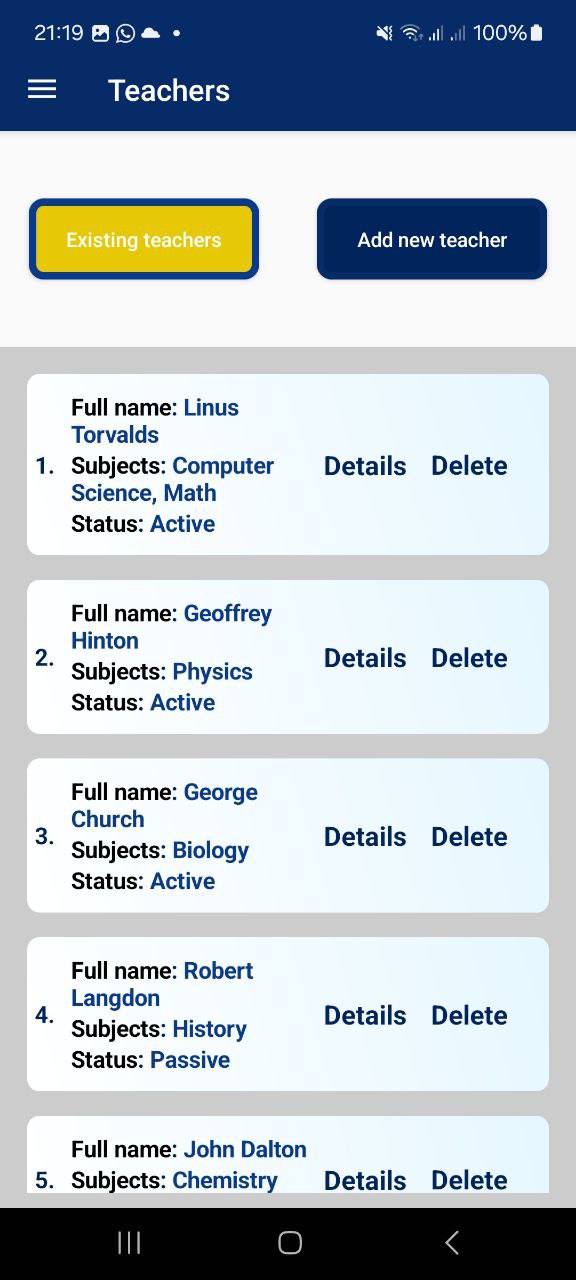 21:19 100%
Teachers
Existing teachers Add new teacher
Full name: Linus
Torvalds
1. Subjects: Computer Details Delete
Science, Math
Status: Active
Full name: Geoffrey
Hinton
2. Subjects: Physics Details Delete
Status: Active
Full name: George
Church
3. Subjects: Biology Details Delete
Status: Active
Full name: Robert
Langdon
4. Subjects: History Details Delete
Status: Passive
Full name: John Dalton
5. Subjects: Chemistry Details Delete